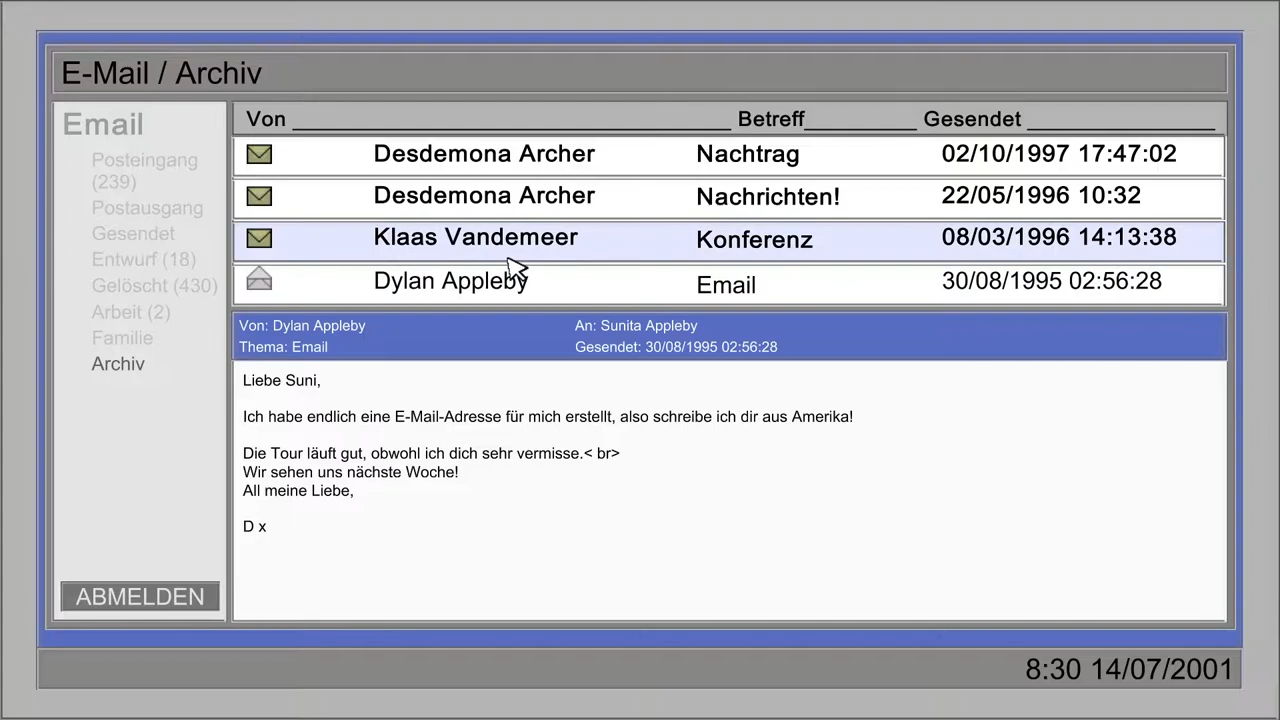 E-Mail / Archiv
Email
Posteingang
(239)
Postausgang
Gesendet
Entwurf (18)
Gelöscht (430)
Arbeit (2)
Familie
Archiv
ABMELDEN
Von Betreff Gesendet
Desdemona Archer Nachtrag 02/10/1997 17:47:02
Desdemona Archer Nachrichten! 22/05/1996 10:32
Klaas Vandemeer Konferenz 08/03/1996 14:13:38
Dylan Appleby Email 30/08/1995 02:56:28
Von: Dylan Appleby An: Sunita Appleby
Thema: Email Gesendet: 30/08/1995 02:56:28
Liebe Suni,
Ich habe endlich eine E-Mail-Adresse für mich erstellt, also schreibe ich dir aus Amerika!
Die Tour läuft gut, obwohl ich dich sehr vermisse.< br>
Wir sehen uns nächste Woche!
All meine Liebe,
D x
8:30 14/07/2001